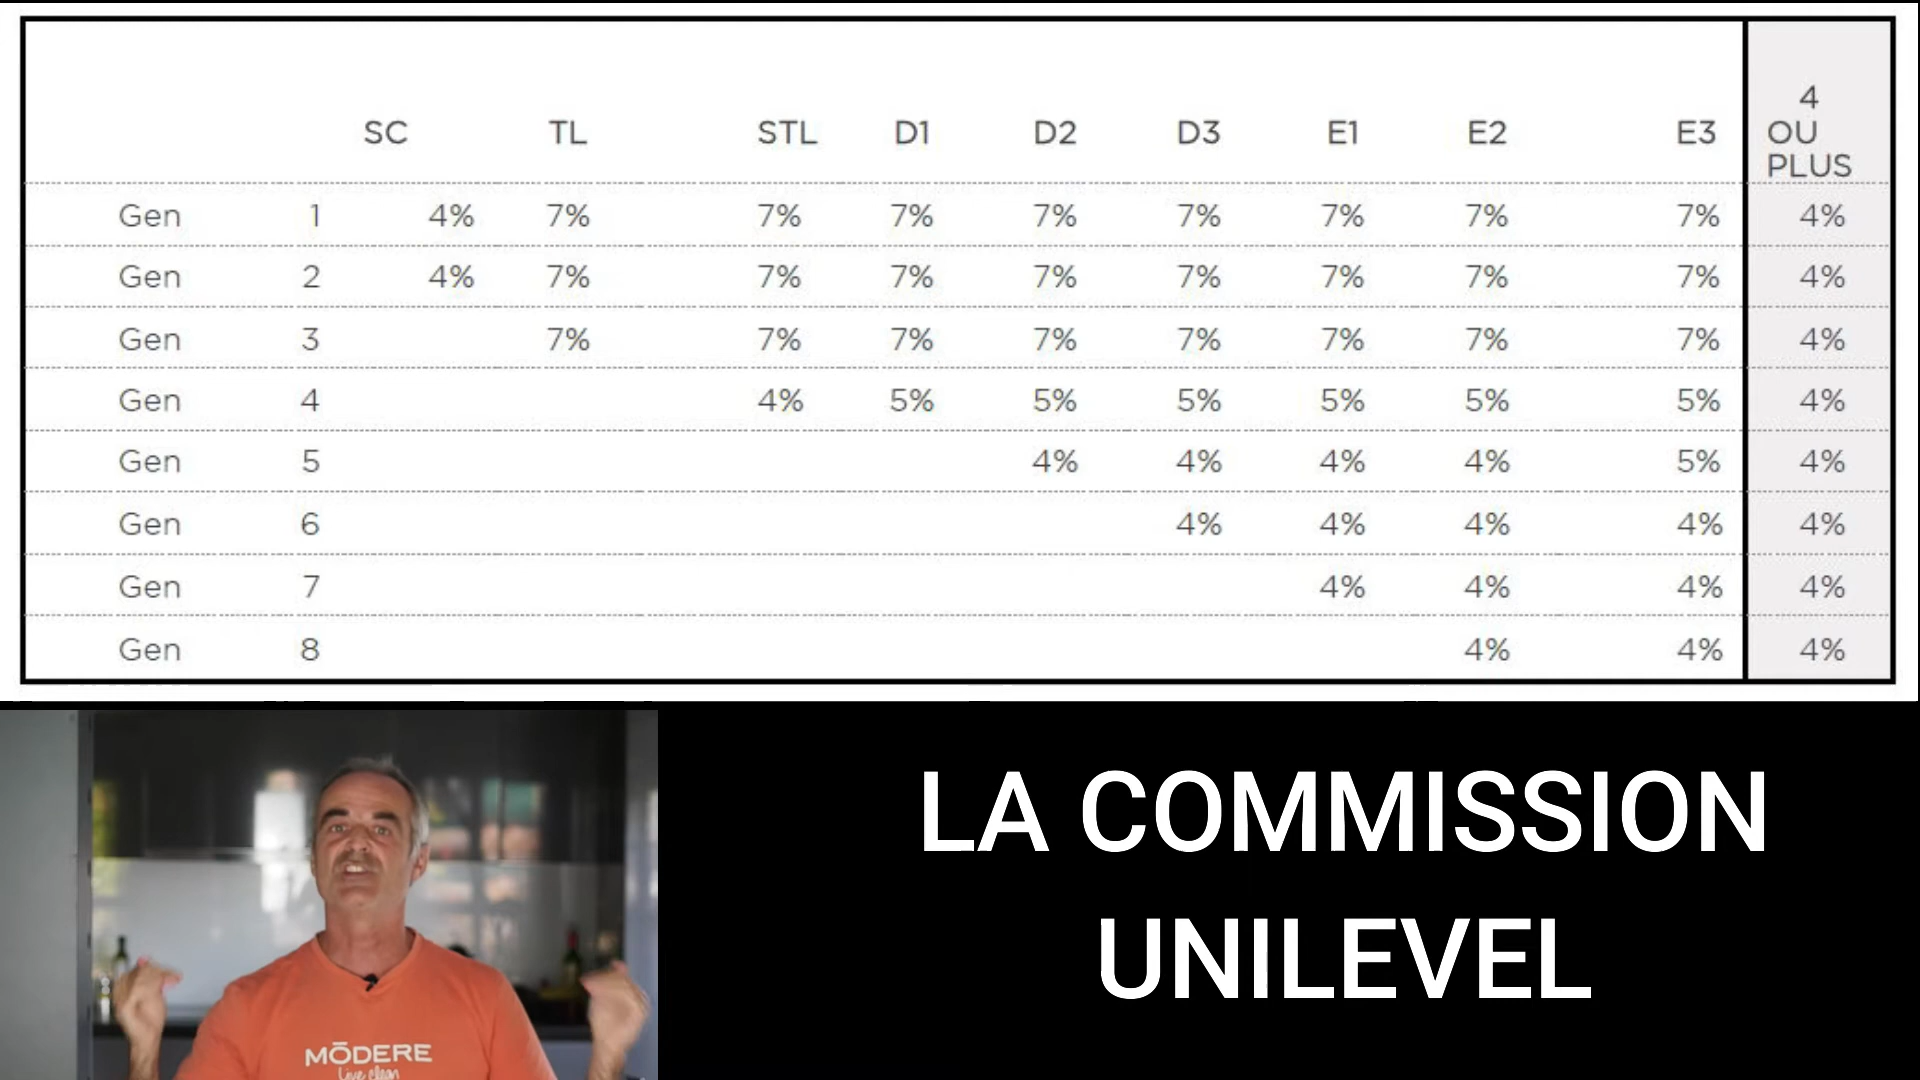 4
OU
PLUS
SC TL STL D1 D2 D3 E1 E2 E3
Gen 1 4% 7% 7% 7% 7% 7% 7% 7% 7% 4%
Gen 2 4% 7% 7% 7% 7% 7% 7% 7% 7% 4%
Gen 3 7% 7% 7% 7% 7% 7% 7% 7% 4%
Gen 4 4% 5% 5% 5% 5% 5% 5% 4%
Gen 5 4% 4% 4% 4% 5% 4%
Gen 6 4% 4% 4% 4% 4%
Gen 7 4% 4% 4% 4%
Gen 8 4% 4% 4%
LA COMMISSION
UNILEVEL
MŌDERE
Live clean